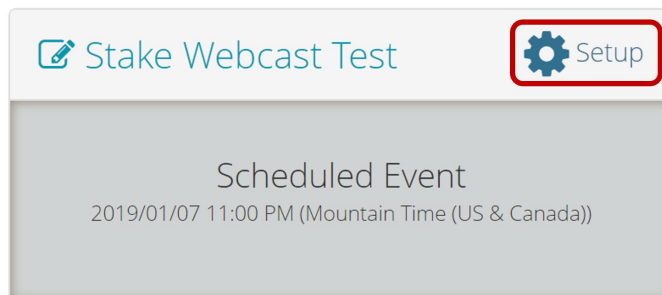 Stake Webcast Test
Setup
Scheduled Event
2019/01/07 11:00 PM (Mountain Time (US & Canada))